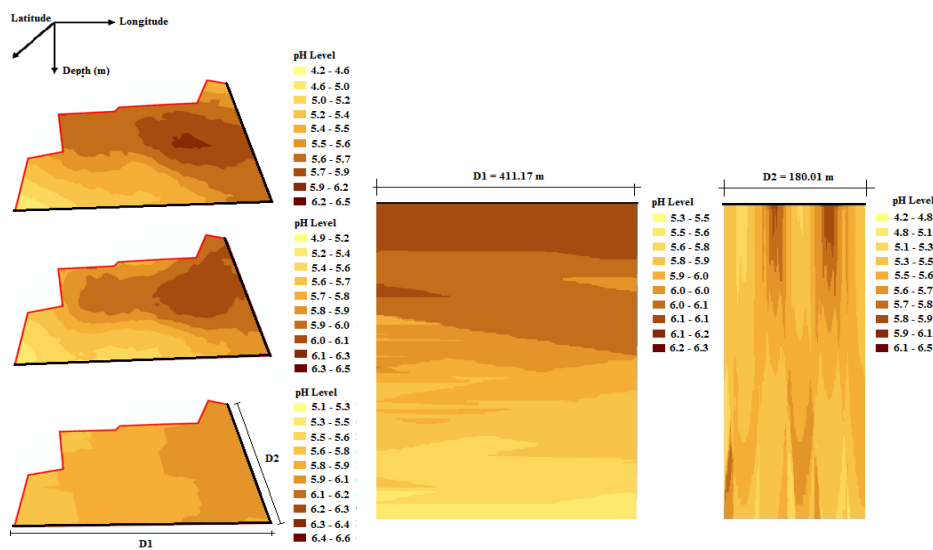 Latitude
Longitude
Depth (m)
pH Level
4.2 - 4.6
4.6 - 5.0
5.0 - 5.2
5.2 - 5.4
5.4 - 5.5
5.5 - 5.6
5.6 - 5.7
5.7 - 5.9
5.9 - 6.2
6.2 - 6.5
pH Level
4.9 - 5.2
5.2 - 5.4
5.4 - 5.6
5.6 - 5.7
5.7 - 5.8
5.8 - 5.9
5.9 - 6.0
6.0 - 6.1
6.1 - 6.3
6.3 - 6.5
pH Level
5.1 - 5.3
5.3 - 5.5
5.5 - 5.6
5.6 - 5.8
5.8 - 5.9
5.9 - 6.1
6.1 - 6.2
6.2 - 6.3
6.3 - 6.4
6.4 - 6.6
D2
D1
D1 = 411.17 m
pH Level
5.3 - 5.5
5.5 - 5.6
5.6 - 5.8
5.8 - 5.9
5.9 - 6.0
6.0 - 6.0
6.0 - 6.1
6.1 - 6.1
6.1 - 6.2
6.2 - 6.3
D2 = 180.01 m
pH Level
4.2 - 4.8
4.8 - 5.1
5.1 - 5.3
5.3 - 5.5
5.5 - 5.6
5.6 - 5.7
5.7 - 5.8
5.8 - 5.9
5.9 - 6.1
6.1 - 6.5